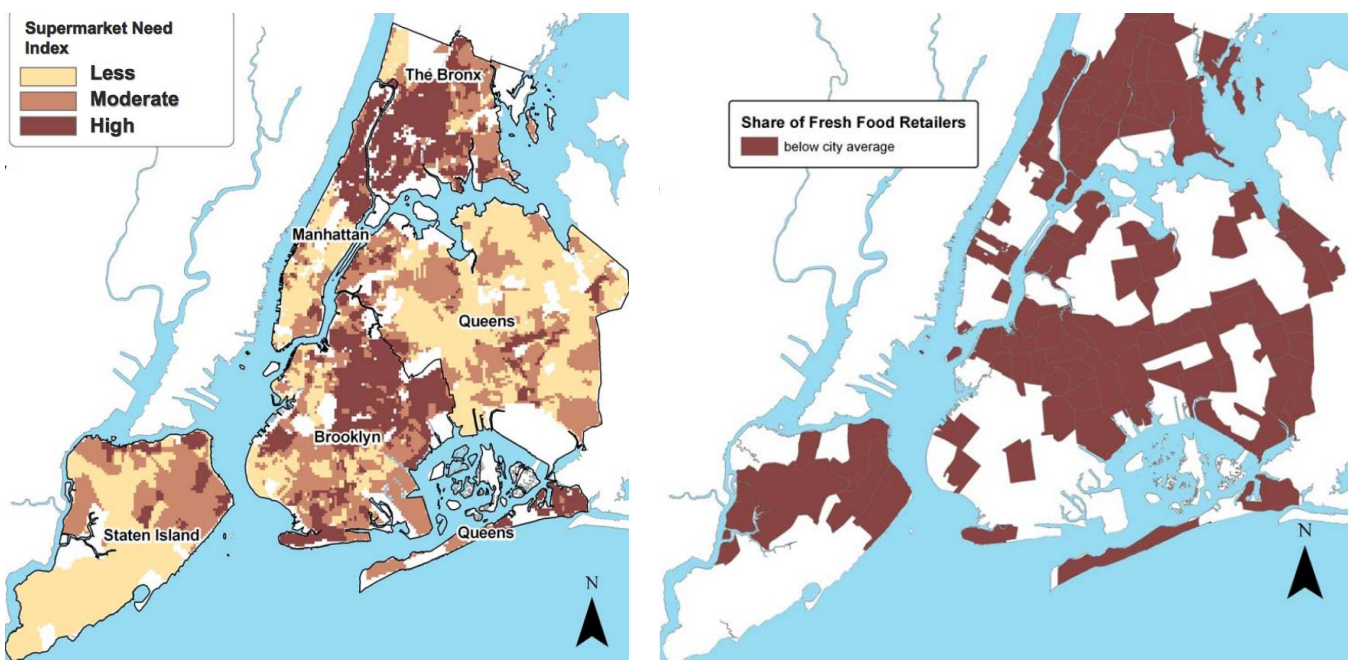 Supermarket Need
Index
Less
Moderate
High
The Bronx
Manhattan
Queens
Brooklyn
Staten Island
Queens
N
Share of Fresh Food Retailers
below city average
N